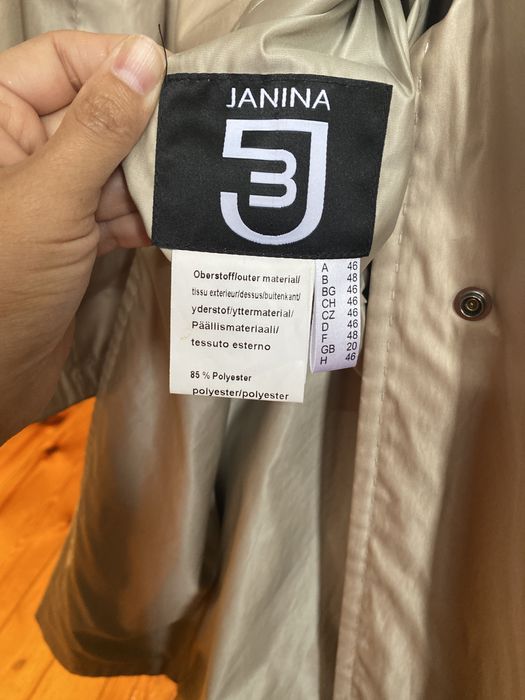 JANINA
J3
Oberstoff/outer material/
tissu exterieur/dessus/buitenkant/
yderstof/yttermaterial/
Päällismateriaali/
tessuto esterno
85 % Polyester
polyester/polyester
A 46
B 48
BG 46
CH 46
CZ 46
D 46
F 48
GB 20
H 46